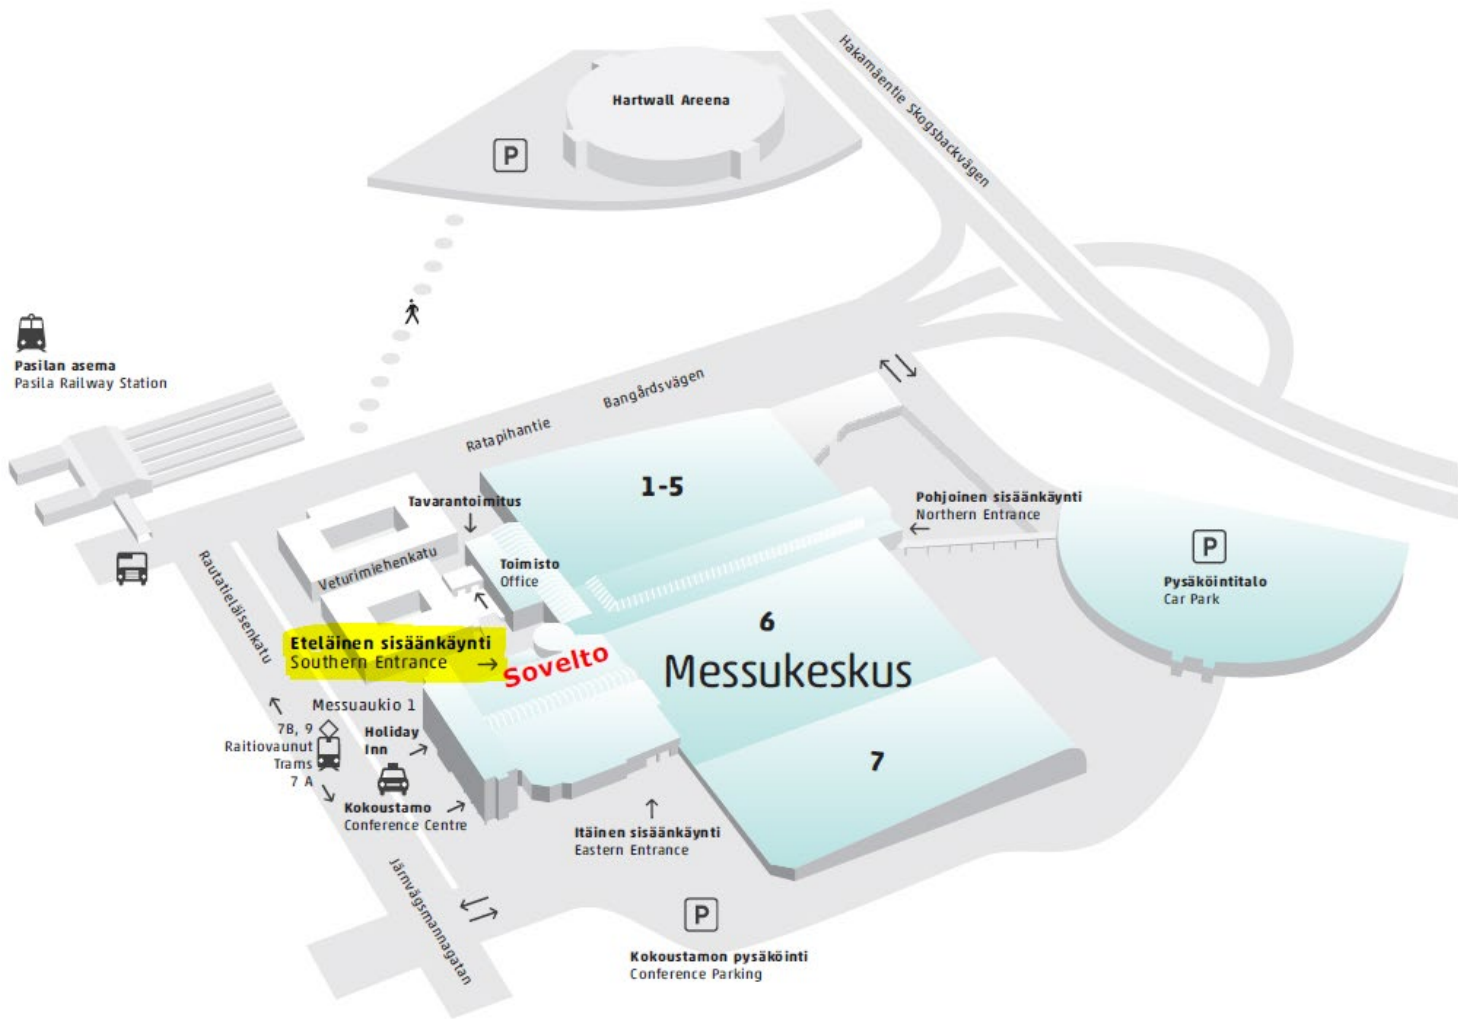 Hartwall Areena
P
Hakamäentie Skogsbackvägen
Pasilan asema
Pasila Railway Station
Ratapihantie
Bangårdsvägen
1-5
Tavarantoimitus
Pohjoinen sisäänkäynti
Northern Entrance
P
Pysäköintitalo
Car Park
Veturimiehenkatu
Toimisto
Office
Rautatieläisenkatu
6
Messukeskus
Eteläinen sisäänkäynti
Southern Entrance
Sovelto
Messuaukio 1
7B, 9
Raitiovaunut
Trams
7 A
Holiday
Inn
7
Kokoustamo
Conference Centre
Itäinen sisäänkäynti
Eastern Entrance
Järnvägsmannagatan
P
Kokoustamon pysäköinti
Conference Parking